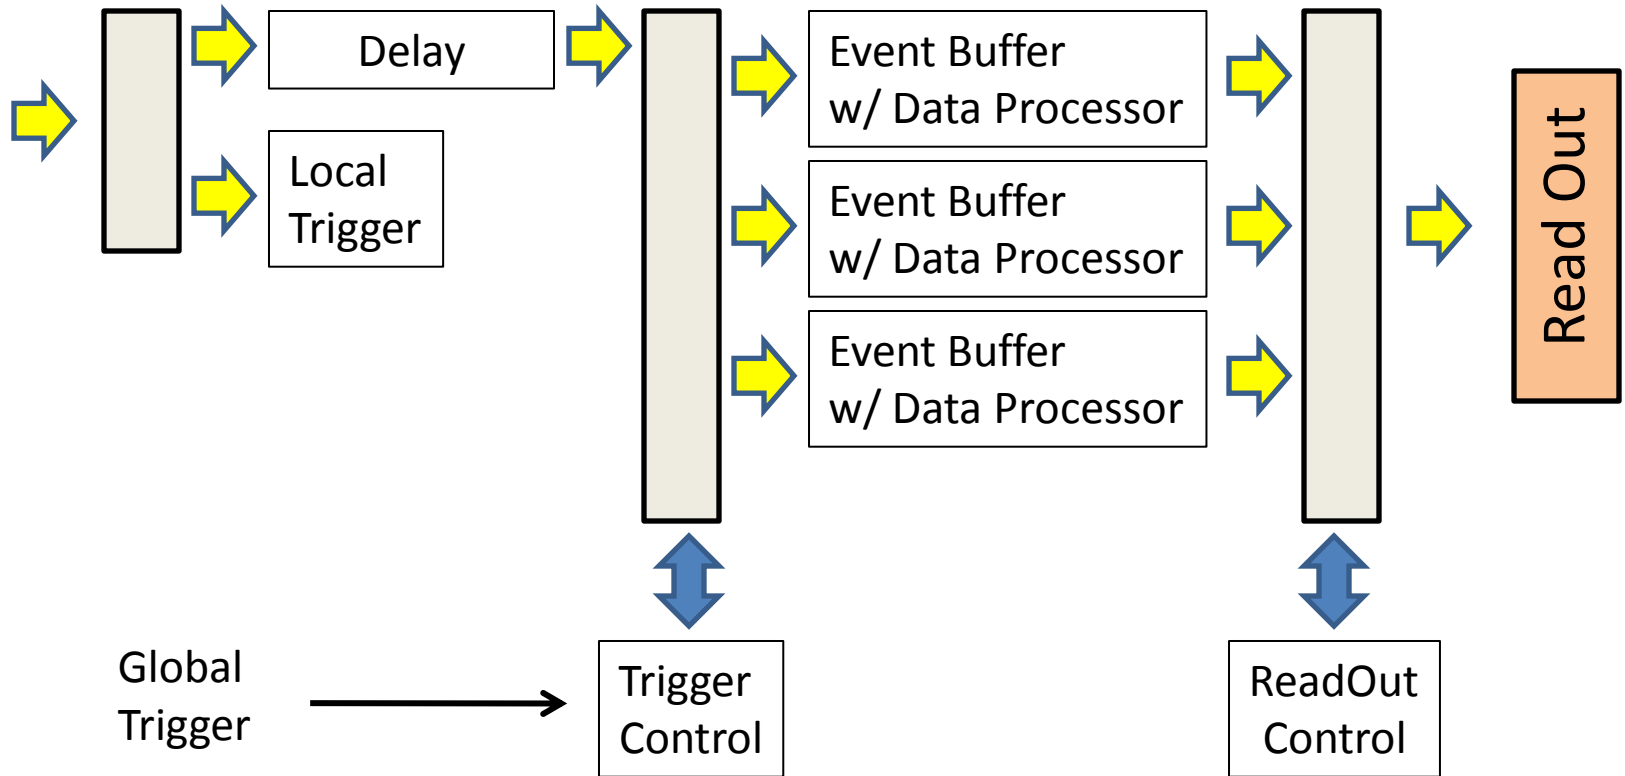 Delay
Local
Trigger
Event Buffer
w/ Data Processor
Event Buffer
w/ Data Processor
Event Buffer
w/ Data Processor
Read Out
Global
Trigger
Trigger
Control
ReadOut
Control